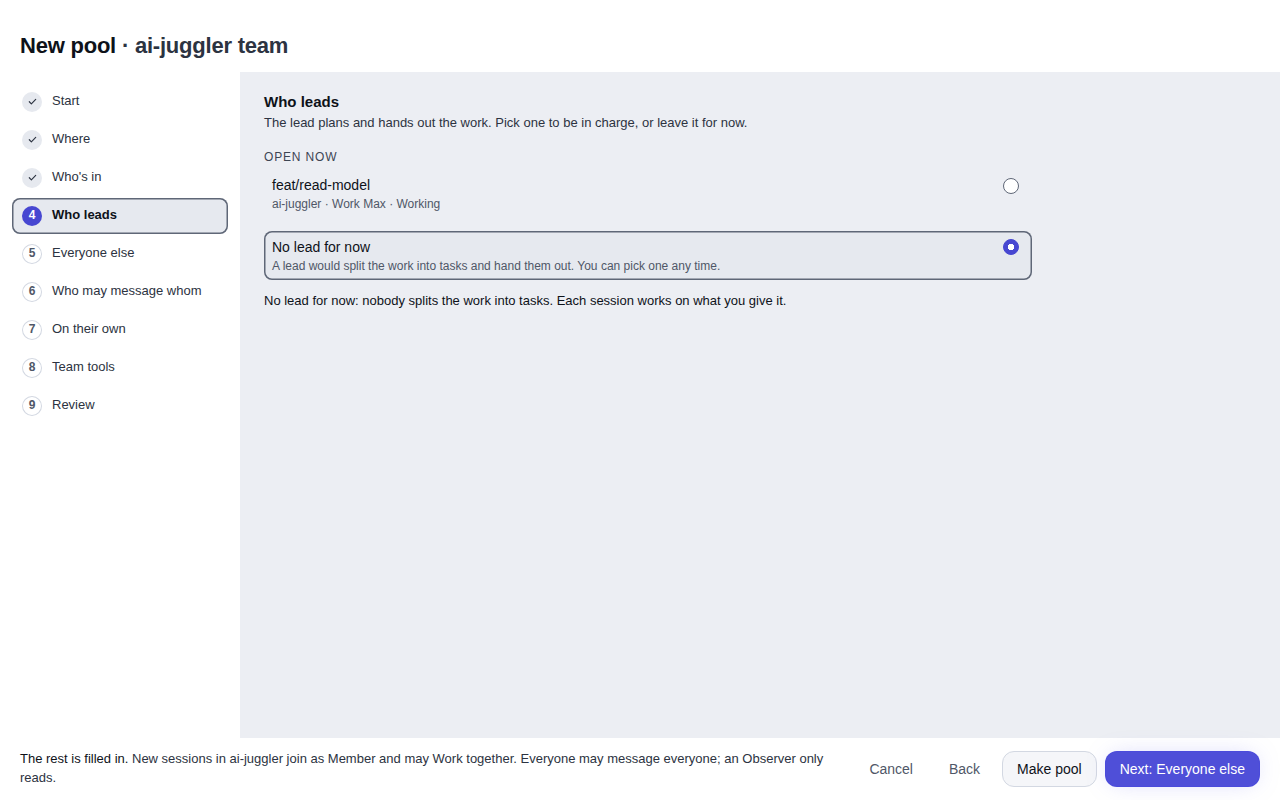 New pool · ai-juggler team
Start
Where
Who's in
4 Who leads
5 Everyone else
6 Who may message whom
7 On their own
8 Team tools
9 Review
Who leads
The lead plans and hands out the work. Pick one to be in charge, or leave it for now.
OPEN NOW
feat/read-model
ai-juggler · Work Max · Working
No lead for now
A lead would split the work into tasks and hand them out. You can pick one any time.
No lead for now: nobody splits the work into tasks. Each session works on what you give it.
The rest is filled in. New sessions in ai-juggler join as Member and may Work together. Everyone may message everyone; an Observer only
reads.
Cancel Back Make pool Next: Everyone else